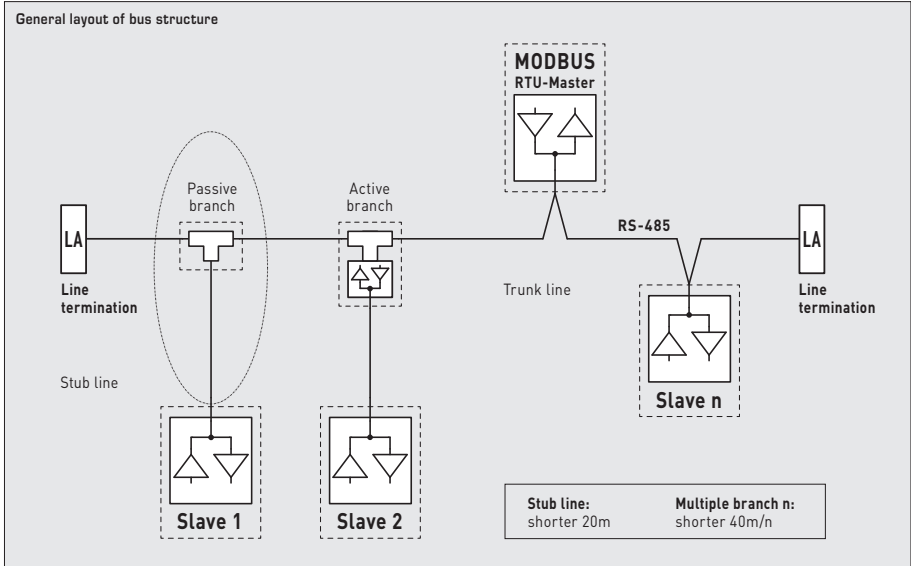 General layout of bus structure
MODBUS
RTU-Master
Passive
branch
Active
branch
LA
RS-485
LA
Line
termination
Trunk line
Line
termination
Stub line
Slave n
Slave 1
Slave 2
Stub line:
shorter 20m
Multiple branch n:
shorter 40m/n